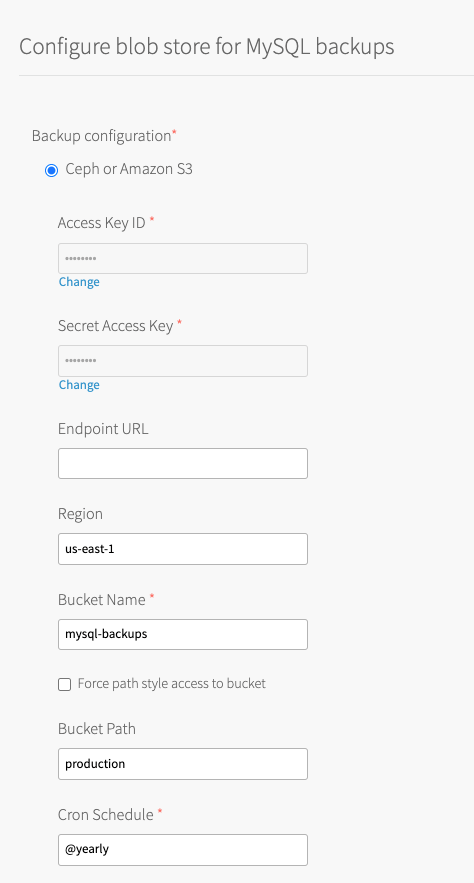 Configure blob store for MySQL backups
Backup configuration*
Ceph or Amazon S3
Access Key ID *
••••••••
Change
Secret Access Key *
••••••••
Change
Endpoint URL
Region
us-east-1
Bucket Name *
mysql-backups
Force path style access to bucket
Bucket Path
production
Cron Schedule *
@yearly